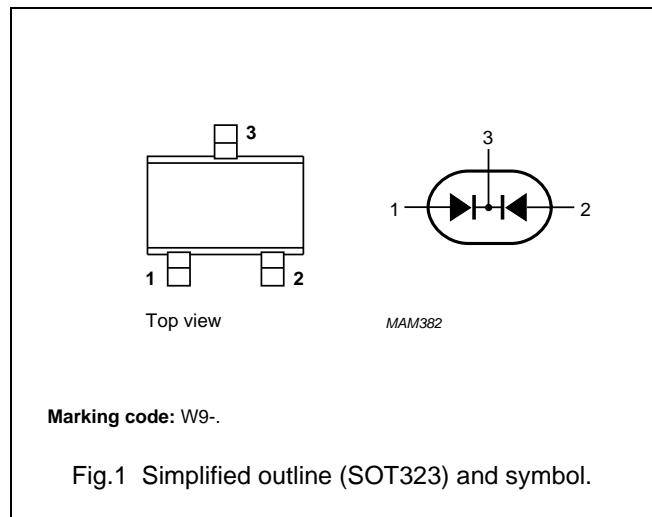 3
3
1 2
1 2
Top view
MAM382
Marking code: W9-.
Fig.1 Simplified outline (SOT323) and symbol.